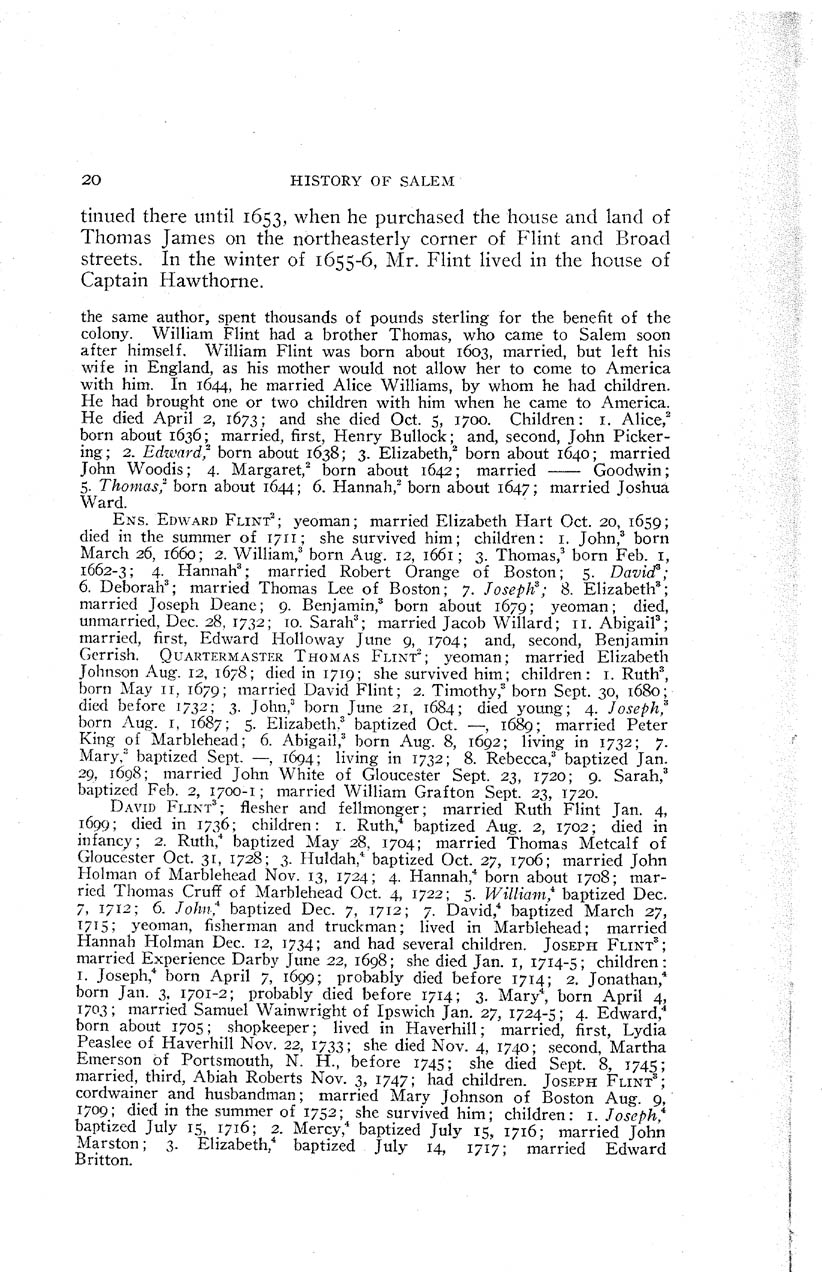 20 HISTORY OF SALEM
tinued there until 1653, when he purchased the house and land of
Thomas James on the northeasterly corner of Flint and Broad
streets. In the winter of 1655-6, Mr. Flint lived in the house of
Captain Hawthorne.
the same author, spent thousands of pounds sterling for the benefit of the
colony. William Flint had a brother Thomas, who came to Salem soon
after himself. William Flint was born about 1603, married, but left his
wife in England, as his mother would not allow her to come to America
with him. In 1644, he married Alice Williams, by whom he had children.
He had brought one or two children with him when he came to America.
He died April 2, 1673; and she died Oct. 5, 1700. Children: 1. Alice,²
born about 1636; married, first, Henry Bullock; and, second, John Picker-
ing; 2. Edward,² born about 1638; 3. Elizabeth,² born about 1640; married
John Woodis; 4. Margaret,² born about 1642; married —— Goodwin;
5. Thomas,² born about 1644; 6. Hannah,² born about 1647; married Joshua
Ward.
ENS. EDWARD FLINT²; yeoman; married Elizabeth Hart Oct. 20, 1659;
died in the summer of 1711; she survived him; children: 1. John,³ born
March 26, 1660; 2. William,³ born Aug. 12, 1661; 3. Thomas,³ born Feb. 1,
1662-3; 4. Hannah³; married Robert Orange of Boston; 5. David³;
6. Deborah³; married Thomas Lee of Boston; 7. Joseph³; 8. Elizabeth³;
married Joseph Deane; 9. Benjamin,³ born about 1679; yeoman; died,
unmarried, Dec. 28, 1732; 10. Sarah³; married Jacob Willard; 11. Abigail³;
married, first, Edward Holloway June 9, 1704; and, second, Benjamin
Gerrish. QUARTERMASTER THOMAS FLINT²; yeoman; married Elizabeth
Johnson Aug. 12, 1678; died in 1719; she survived him; children: 1. Ruth³,
born May 11, 1679; married David Flint; 2. Timothy,³ born Sept. 30, 1680;
died before 1732; 3. John,³ born June 21, 1684; died young; 4. Joseph,³
born Aug. 1, 1687; 5. Elizabeth,³ baptized Oct. —, 1689; married Peter
King of Marblehead; 6. Abigail,³ born Aug. 8, 1692; living in 1732; 7.
Mary,³ baptized Sept. —, 1694; living in 1732; 8. Rebecca,³ baptized Jan.
29, 1698; married John White of Gloucester Sept. 23, 1720; 9. Sarah,³
baptized Feb. 2, 1700-1; married William Grafton Sept. 23, 1720.
DAVID FLINT³; flesher and fellmonger; married Ruth Flint Jan. 4,
1699; died in 1736; children: 1. Ruth,⁴ baptized Aug. 2, 1702; died in
infancy; 2. Ruth,⁴ baptized May 28, 1704; married Thomas Metcalf of
Gloucester Oct. 31, 1728; 3. Huldah,⁴ baptized Oct. 27, 1706; married John
Holman of Marblehead Nov. 13, 1724; 4. Hannah,⁴ born about 1708; mar-
ried Thomas Cruff of Marblehead Oct. 4, 1722; 5. William,⁴ baptized Dec.
7, 1712; 6. John,⁴ baptized Dec. 7, 1712; 7. David,⁴ baptized March 27,
1715; yeoman, fisherman and truckman; lived in Marblehead; married
Hannah Holman Dec. 12, 1734; and had several children. JOSEPH FLINT³;
married Experience Darby June 22, 1698; she died Jan. 1, 1714-5; children:
1. Joseph,⁴ born April 7, 1699; probably died before 1714; 2. Jonathan,⁴
born Jan. 3, 1701-2; probably died before 1714; 3. Mary⁴, born April 4,
1703; married Samuel Wainwright of Ipswich Jan. 27, 1724-5; 4. Edward,⁴
born about 1705; shopkeeper; lived in Haverhill; married, first, Lydia
Peaslee of Haverhill Nov. 22, 1733; she died Nov. 4, 1740; second, Martha
Emerson of Portsmouth, N. H., before 1745; she died Sept. 8, 1745;
married, third, Abiah Roberts Nov. 3, 1747; had children. JOSEPH FLINT³;
cordwainer and husbandman; married Mary Johnson of Boston Aug. 9,
1709; died in the summer of 1752; she survived him; children: 1. Joseph,⁴
baptized July 15, 1716; 2. Mercy,⁴ baptized July 15, 1716; married John
Marston; 3. Elizabeth,⁴ baptized July 14, 1717; married Edward
Britton.